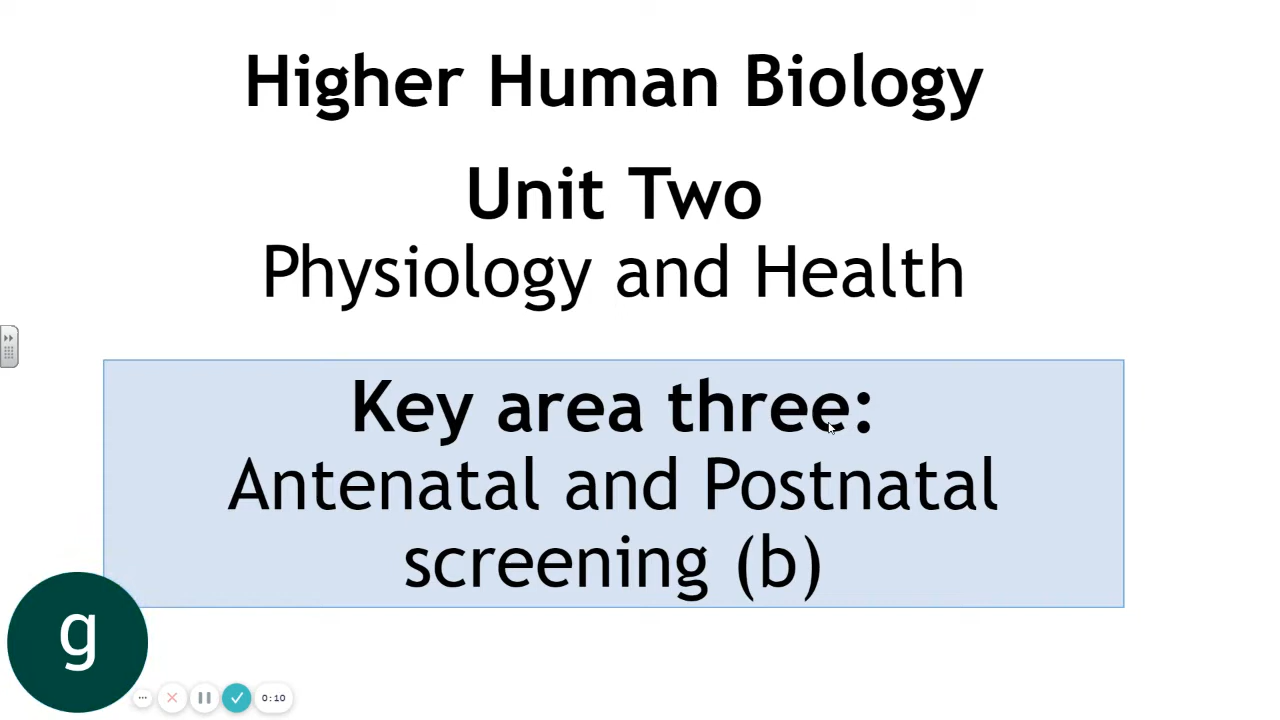 Higher Human Biology
Unit Two
Physiology and Health
Key area three:
Antenatal and Postnatal
screening (b)
g
0:10